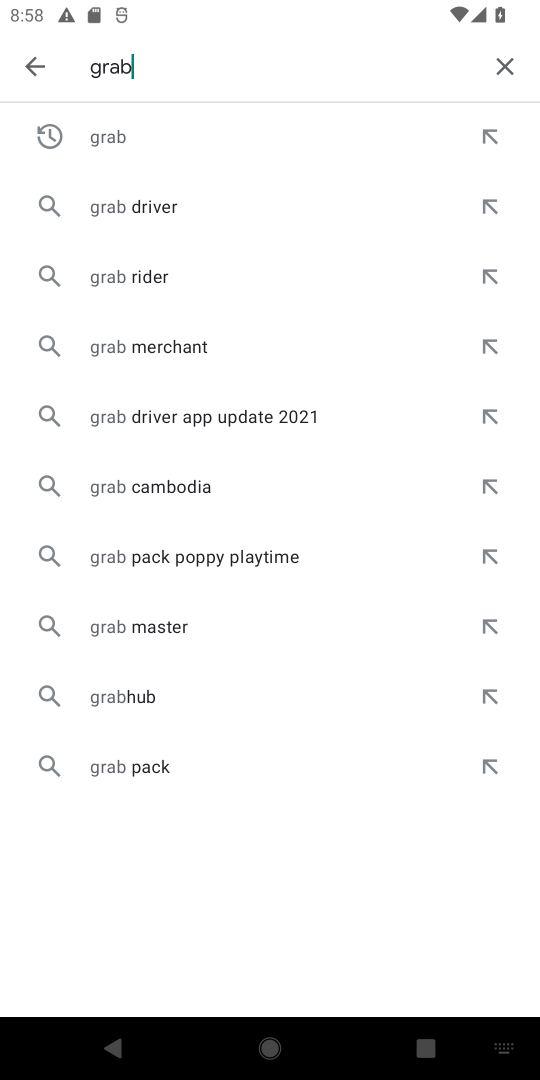 8:58
grab
grab
grab driver
grab rider
grab merchant
grab driver app update 2021
grab cambodia
grab pack poppy playtime
grab master
grabhub
grab pack